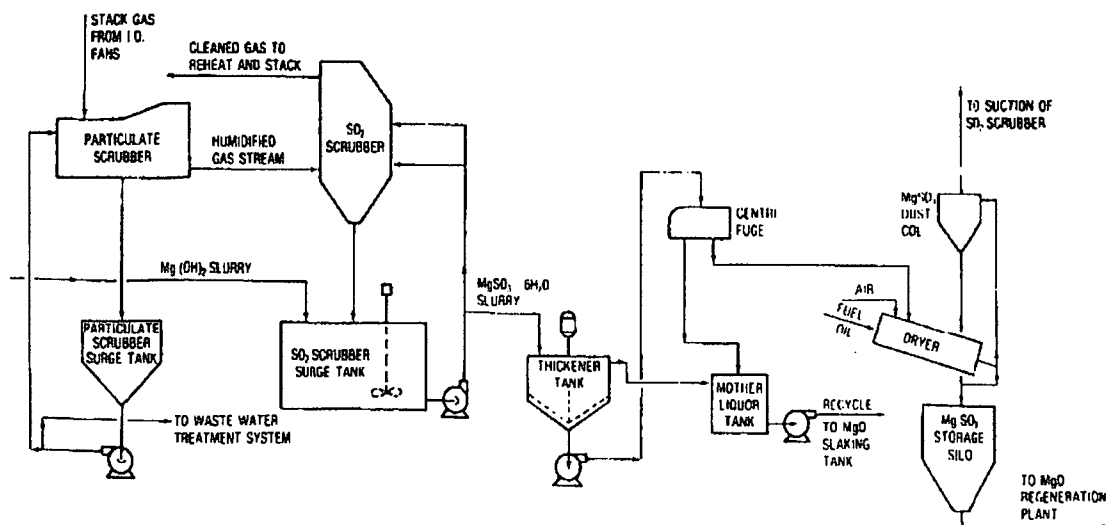 STACK GAS
FROM I D.
FANS
CLEANED GAS TO
REHEAT AND STACK
PARTICULATE
SCRUBBER
HUMIDIFIED
GAS STREAM
SO₂
SCRUBBER
TO SUCTION OF
SO₂ SCRUBBER
MgSO₃
DUST
COL
CENTRI
FUGE
Mg (OH)₂ SLURRY
MgSO₃ 6H₂O
SLURRY
AIR
FUEL
OIL
DRYER
PARTICULATE
SCRUBBER
SURGE TANK
SO₂ SCRUBBER
SURGE TANK
THICKENER
TANK
MOTHER
LIQUOR
TANK
RECYCLE
TO MgO
SLAKING
TANK
Mg SO₃
STORAGE
SILO
TO WASTE WATER
TREATMENT SYSTEM
TO MgO
REGENERATION
PLANT